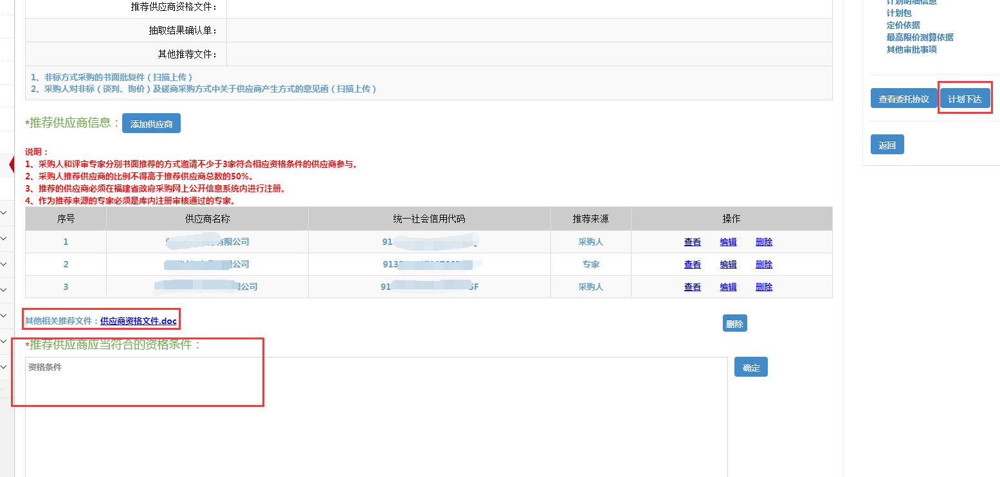 推荐供应商资格文件：
抽取结果确认单：
其他推荐文件：
1、非标方式采购的书面批复件（扫描上传）
2、采购人对非标（谈判、询价）及磋商采购方式中关于供应商产生方式的意见函（扫描上传）
*推荐供应商信息：添加供应商
说明：
1、采购人和评审专家分别书面推荐的方式邀请不少于3家符合相应资格条件的供应商参与。
2、采购人推荐供应商的比例不得高于推荐供应商总数的50%。
3、推荐的供应商必须在福建省政府采购网上公开信息系统内进行注册。
4、作为推荐来源的专家必须是库内注册审核通过的专家。
序号 供应商名称 统一社会信用代码 推荐来源 操作
1 有限公司 91 采购人 查看 编辑 删除
2 公司 913 专家 查看 编辑 删除
3 公司 91 5F 采购人 查看 编辑 删除
其他相关推荐文件：供应商资格文件.doc 删除
*推荐供应商应当符合的资格条件：
资格条件 确定
计划明细信息
计划包
定价依据
最高限价测算依据
其他审批事项
查看委托协议 计划下达
返回